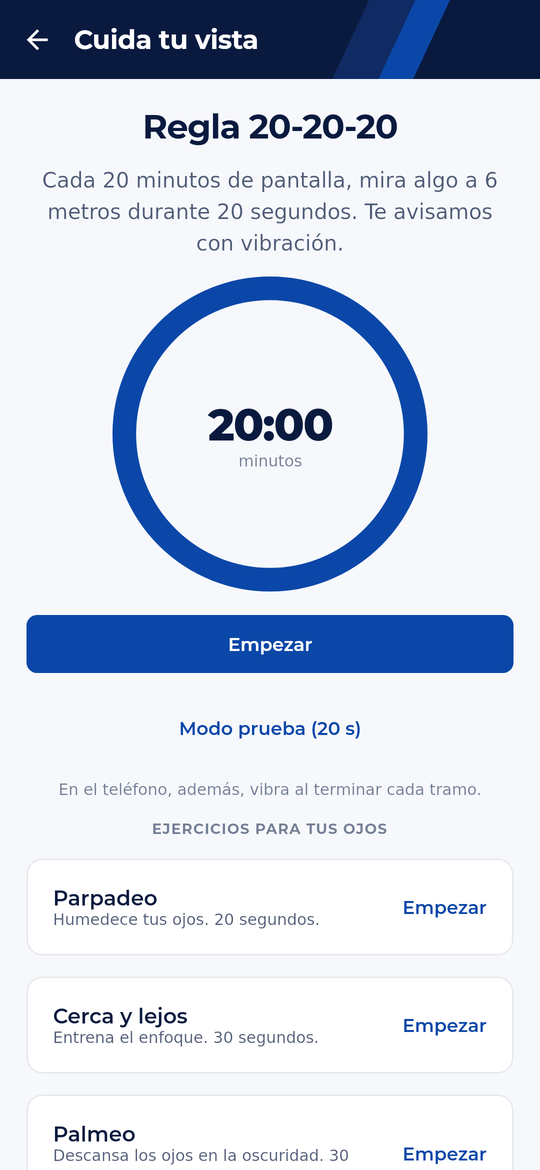 Cuida tu vista
Regla 20-20-20
Cada 20 minutos de pantalla, mira algo a 6
metros durante 20 segundos. Te avisamos
con vibración.
20:00
minutos
Empezar
Modo prueba (20 s)
En el teléfono, además, vibra al terminar cada tramo.
EJERCICIOS PARA TUS OJOS
Parpadeo
Humedece tus ojos. 20 segundos.
Empezar
Cerca y lejos
Entrena el enfoque. 30 segundos.
Empezar
Palmeo
Descansa los ojos en la oscuridad. 30
Empezar